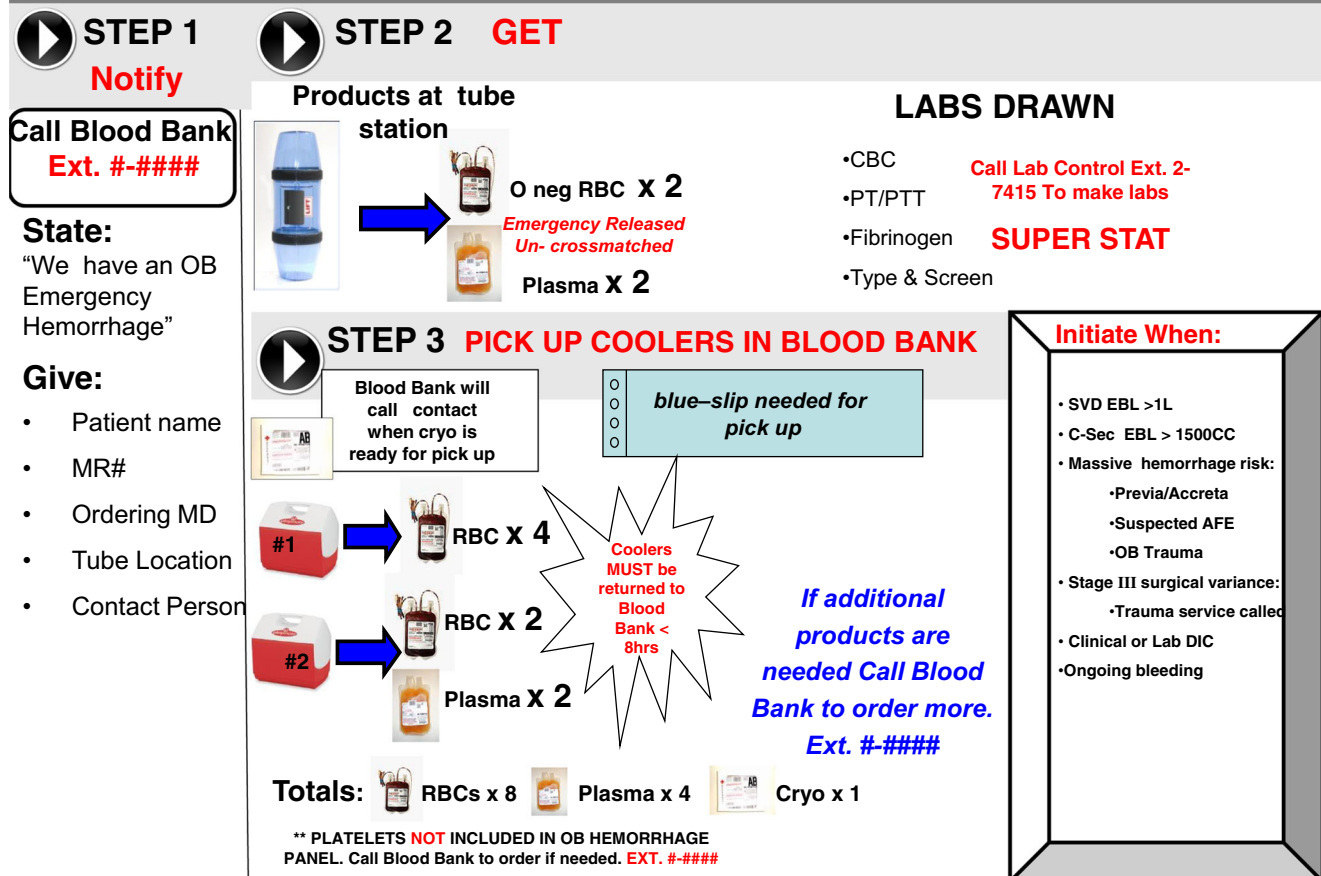 STEP 1
Notify
Call Blood Bank
Ext. #-####
State:
“We have an OB
Emergency
Hemorrhage”
Give:
• Patient name
• MR#
• Ordering MD
• Tube Location
• Contact Person
STEP 2 GET
Products at tube
station
O neg RBC x 2
Emergency Released
Un- crossmatched
Plasma x 2
LABS DRAWN
•CBC
•PT/PTT
•Fibrinogen
•Type & Screen
Call Lab Control Ext. 2-
7415 To make labs
SUPER STAT
STEP 3 PICK UP COOLERS IN BLOOD BANK
Blood Bank will
call contact
when cryo is
ready for pick up
AB
blue–slip needed for
pick up
#1
RBC x 4
#2
RBC x 2
Plasma x 2
Coolers
MUST be
returned to
Blood
Bank <
8hrs
If additional
products are
needed Call Blood
Bank to order more.
Ext. #-####
Totals: RBCs x 8 Plasma x 4 AB Cryo x 1
** PLATELETS NOT INCLUDED IN OB HEMORRHAGE
PANEL. Call Blood Bank to order if needed. EXT. #-####
Initiate When:
• SVD EBL >1L
• C-Sec EBL > 1500CC
• Massive hemorrhage risk:
•Previa/Accreta
•Suspected AFE
•OB Trauma
• Stage III surgical variance:
•Trauma service called
• Clinical or Lab DIC
•Ongoing bleeding